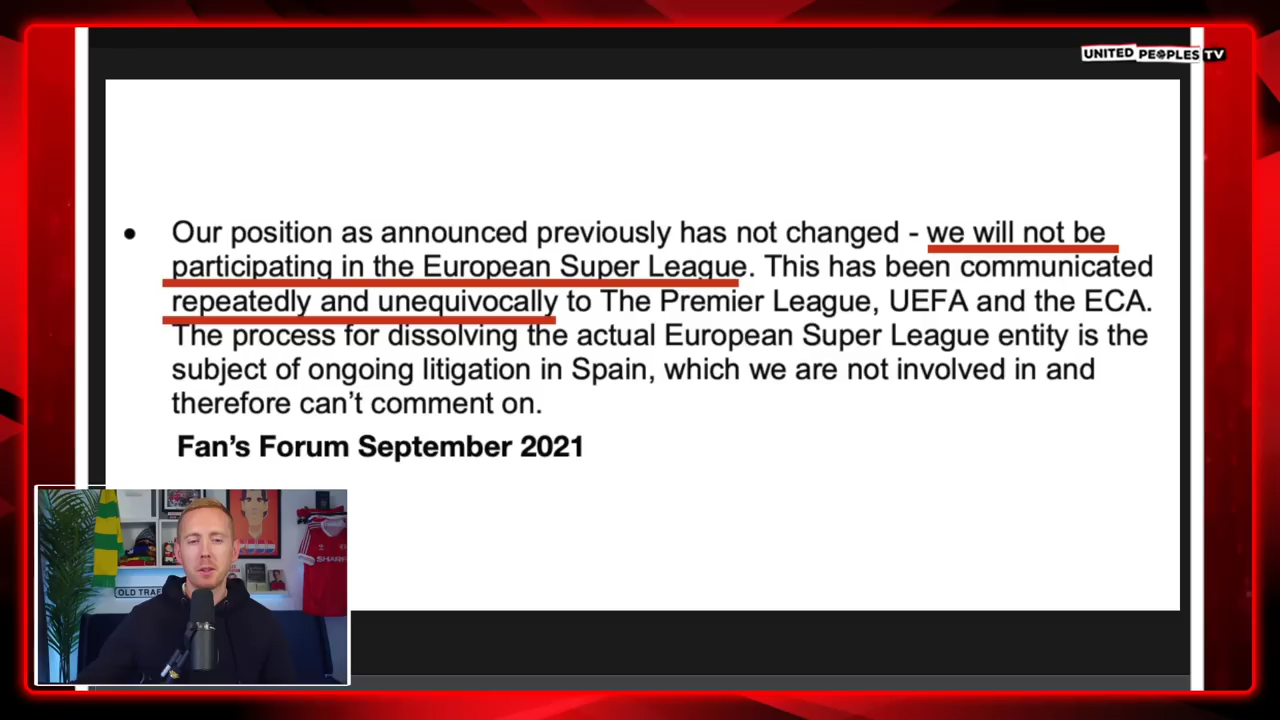 UNITED PEOPLES TV
• Our position as announced previously has not changed - we will not be
participating in the European Super League. This has been communicated
repeatedly and unequivocally to The Premier League, UEFA and the ECA.
The process for dissolving the actual European Super League entity is the
subject of ongoing litigation in Spain, which we are not involved in and
therefore can’t comment on.
Fan’s Forum September 2021
OLD TRAF
SHARP